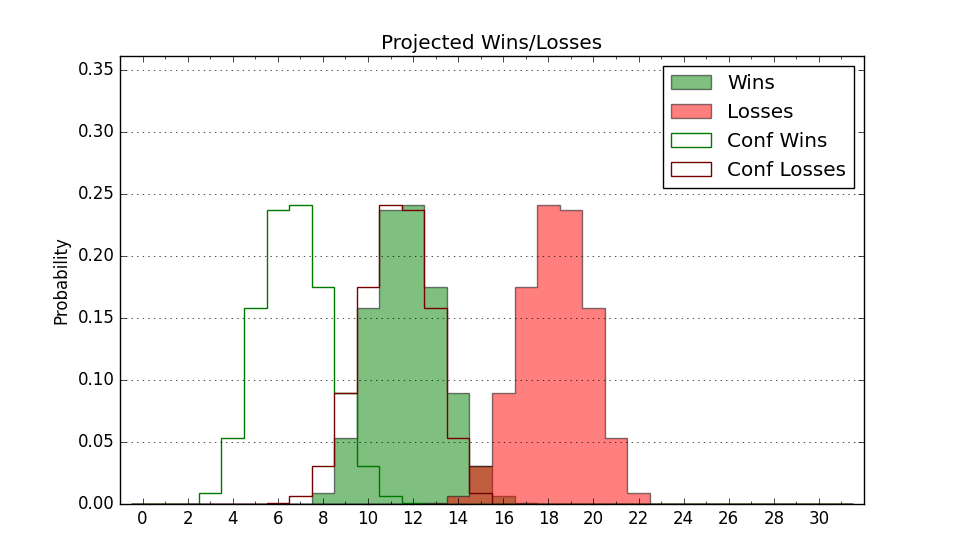 Projected Wins/Losses
Wins
Losses
Conf Wins
Conf Losses
Probability
0.35
0.30
0.25
0.20
0.15
0.10
0.05
0.00
0 2 4 6 8 10 12 14 16 18 20 22 24 26 28 30